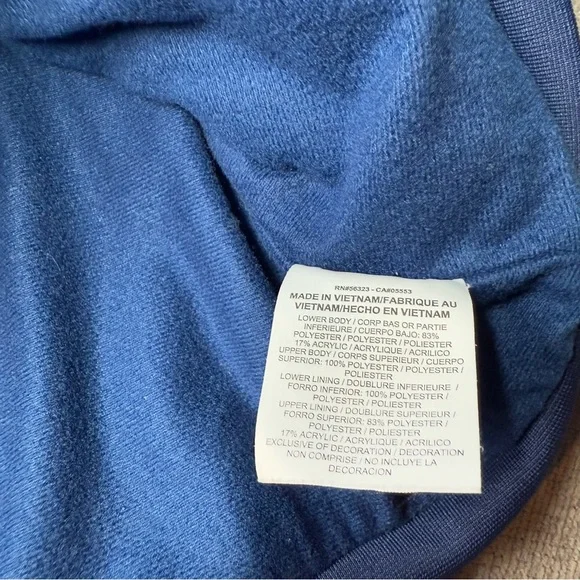 RN#56323 - CA#05553
MADE IN VIETNAM/FABRIQUE AU
VIETNAM/HECHO EN VIETNAM
LOWER BODY / CORP BAS OR PARTIE
INFERIEURE / CUERPO BAJO: 83%
POLYESTER / POLYESTER / POLIESTER
17% ACRYLIC / ACRYLIQUE / ACRILICO
UPPER BODY / CORPS SUPERIEUR / CUERPO
SUPERIOR: 100% POLYESTER / POLYESTER /
POLIESTER
LOWER LINING / DOUBLURE INFERIEURE /
FORRO INFERIOR: 100% POLYESTER /
POLYESTER / POLIESTER
UPPER LINING / DOUBLURE SUPERIEUR /
FORRO SUPERIOR: 83% POLYESTER /
POLYESTER / POLIESTER
17% ACRYLIC / ACRYLIQUE / ACRILICO
EXCLUSIVE OF DECORATION / DECORATION
NON COMPRISE / NO INCLUYE LA
DECORACION